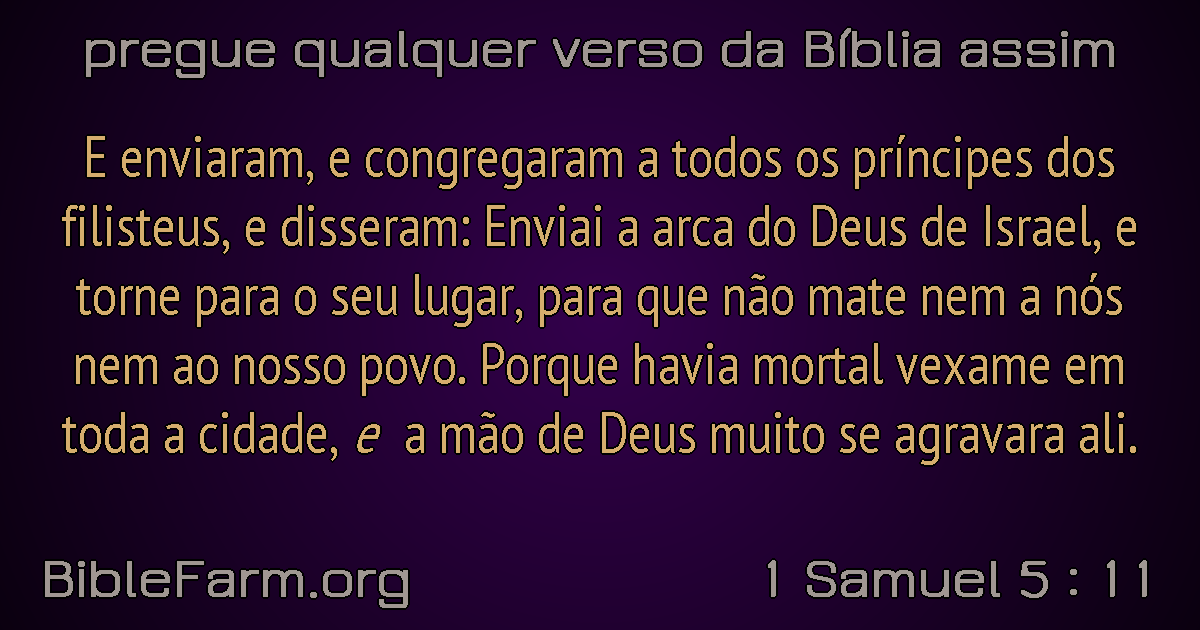 pregue qualquer verso da Bíblia assim
E enviaram, e congregaram a todos os príncipes dos
filisteus, e disseram: Enviai a arca do Deus de Israel, e
torne para o seu lugar, para que não mate nem a nós
nem ao nosso povo. Porque havia mortal vexame em
toda a cidade, e a mão de Deus muito se agravara ali.
BibleFarm.org
1 Samuel 5 : 11